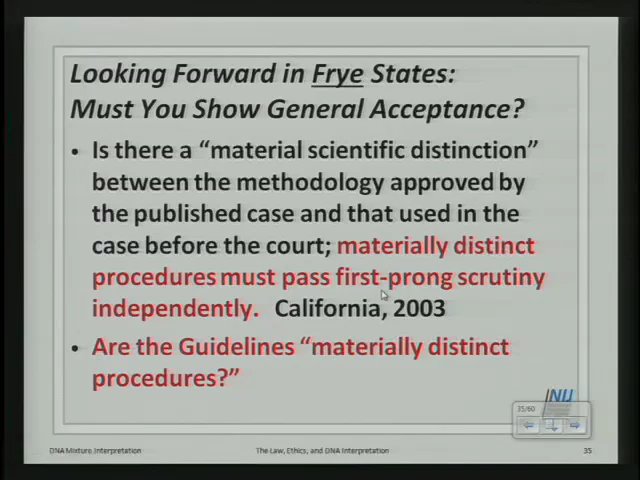 Looking Forward in Frye States:
Must You Show General Acceptance?
• Is there a “material scientific distinction”
between the methodology approved by
the published case and that used in the
case before the court; materially distinct
procedures must pass first-prong scrutiny
independently. California, 2003
• Are the Guidelines “materially distinct
procedures?”
NIJ
35/60
DNA Mixture Interpretation
The Law, Ethics, and DNA Interpretation
35